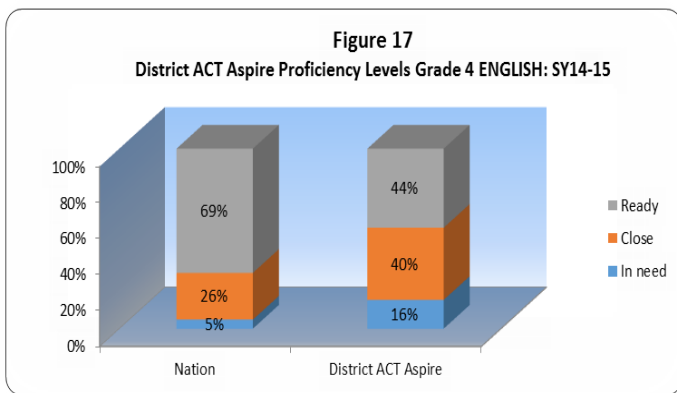 Figure 17
District ACT Aspire Proficiency Levels Grade 4 ENGLISH: SY14-15
100%
80%
60%
40%
20%
0%
69%
26%
5%
44%
40%
16%
Nation
District ACT Aspire
Ready
Close
In need